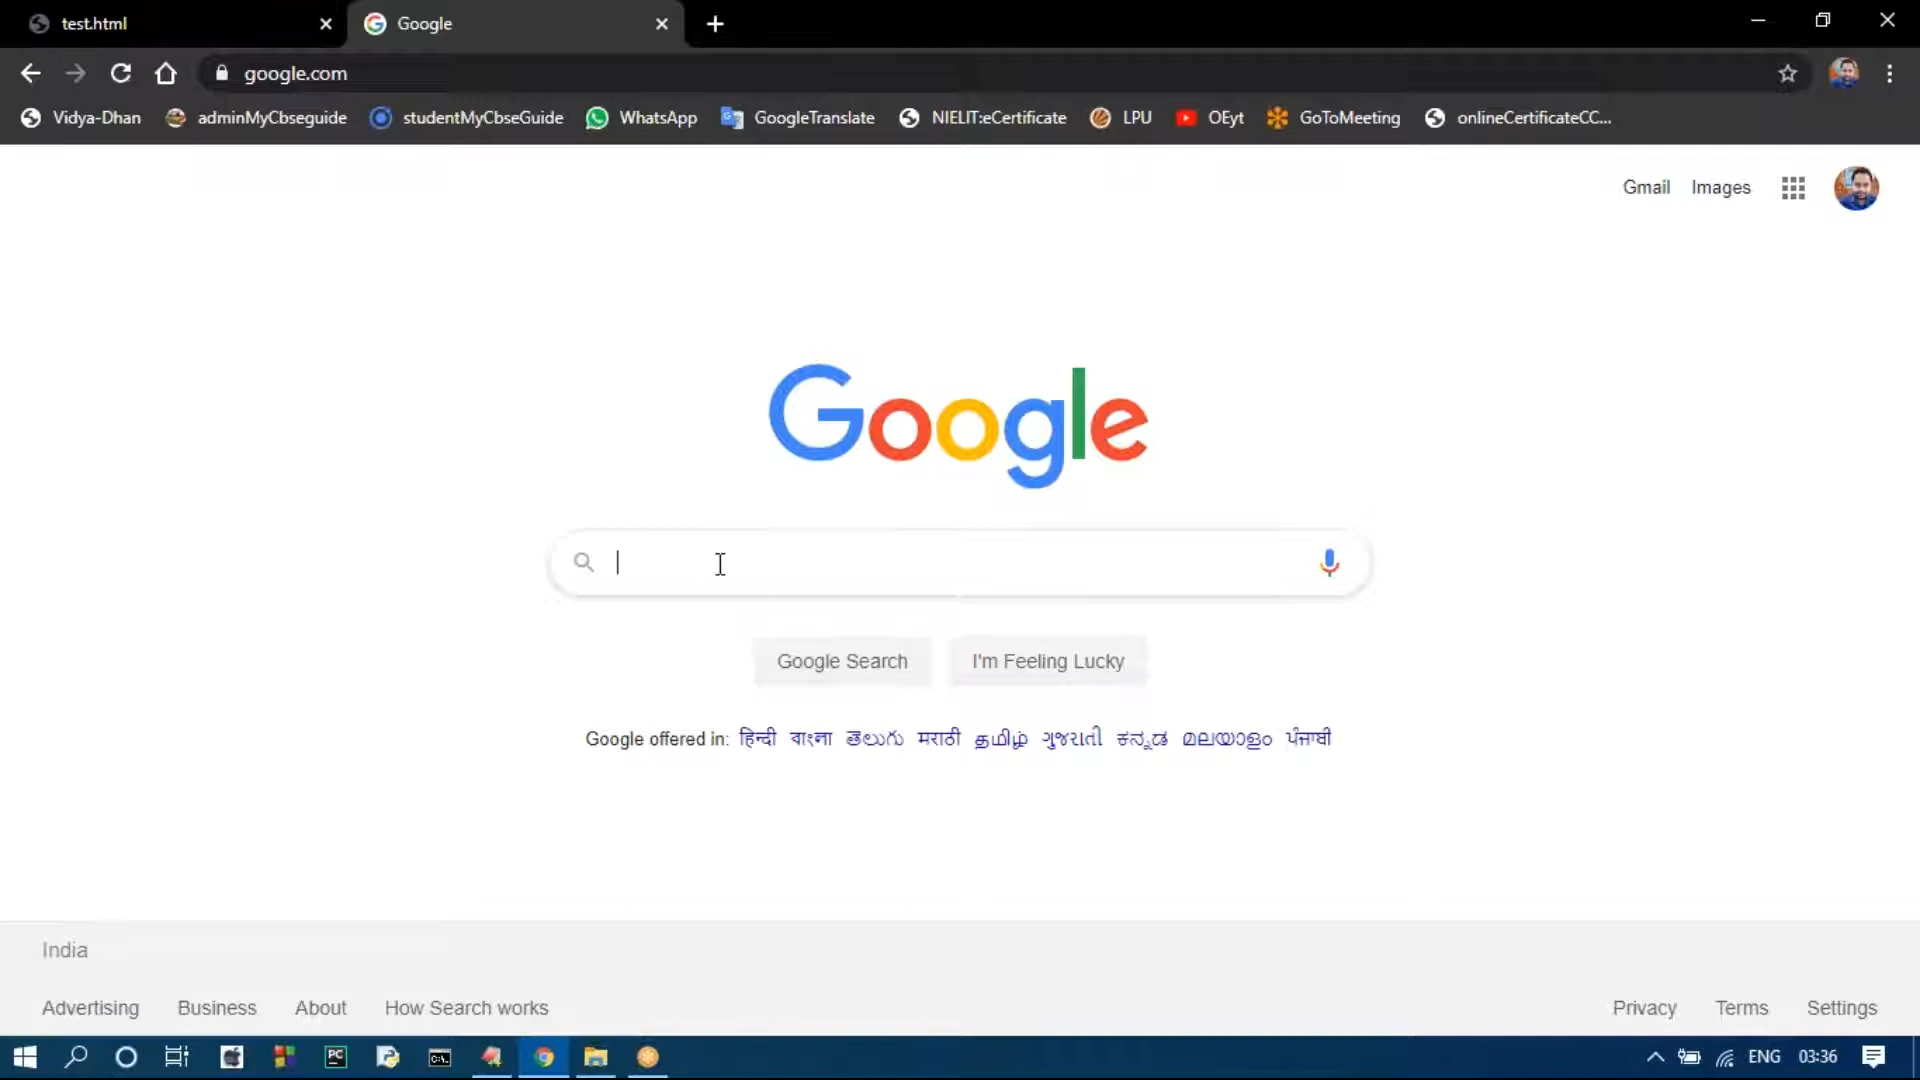 test.html
Google
google.com
Vidya-Dhan adminMyCbseguide studentMyCbseGuide WhatsApp GoogleTranslate NIELIT:eCertificate LPU OEyt GoToMeeting onlineCertificateCC...
Gmail Images
Google
Google Search I'm Feeling Lucky
Google offered in: हिन्दी বাংলা తెలుగు मराठी தமிழ் ગુજરાતી ಕನ್ನಡ മലയാളം ਪੰਜਾਬੀ
India
Advertising Business About How Search works Privacy Terms Settings
PC C:\. ENG 03:36